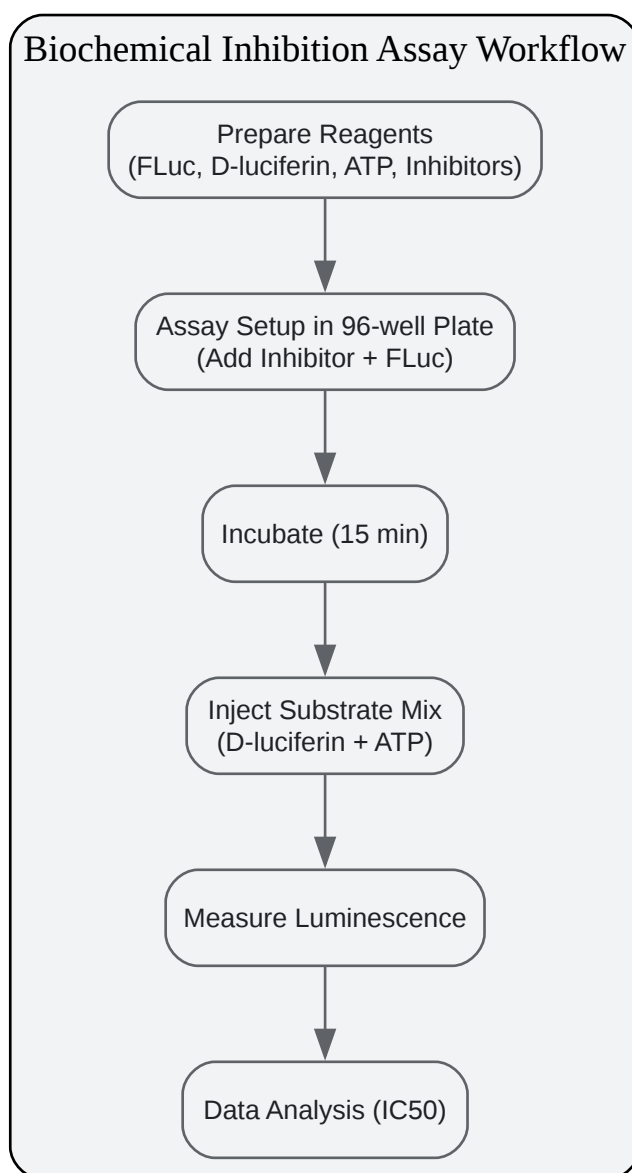 Biochemical Inhibition Assay Workflow
Prepare Reagents
(FLuc, D-luciferin, ATP, Inhibitors)
Assay Setup in 96-well Plate
(Add Inhibitor + FLuc)
Incubate (15 min)
Inject Substrate Mix
(D-luciferin + ATP)
Measure Luminescence
Data Analysis (IC50)